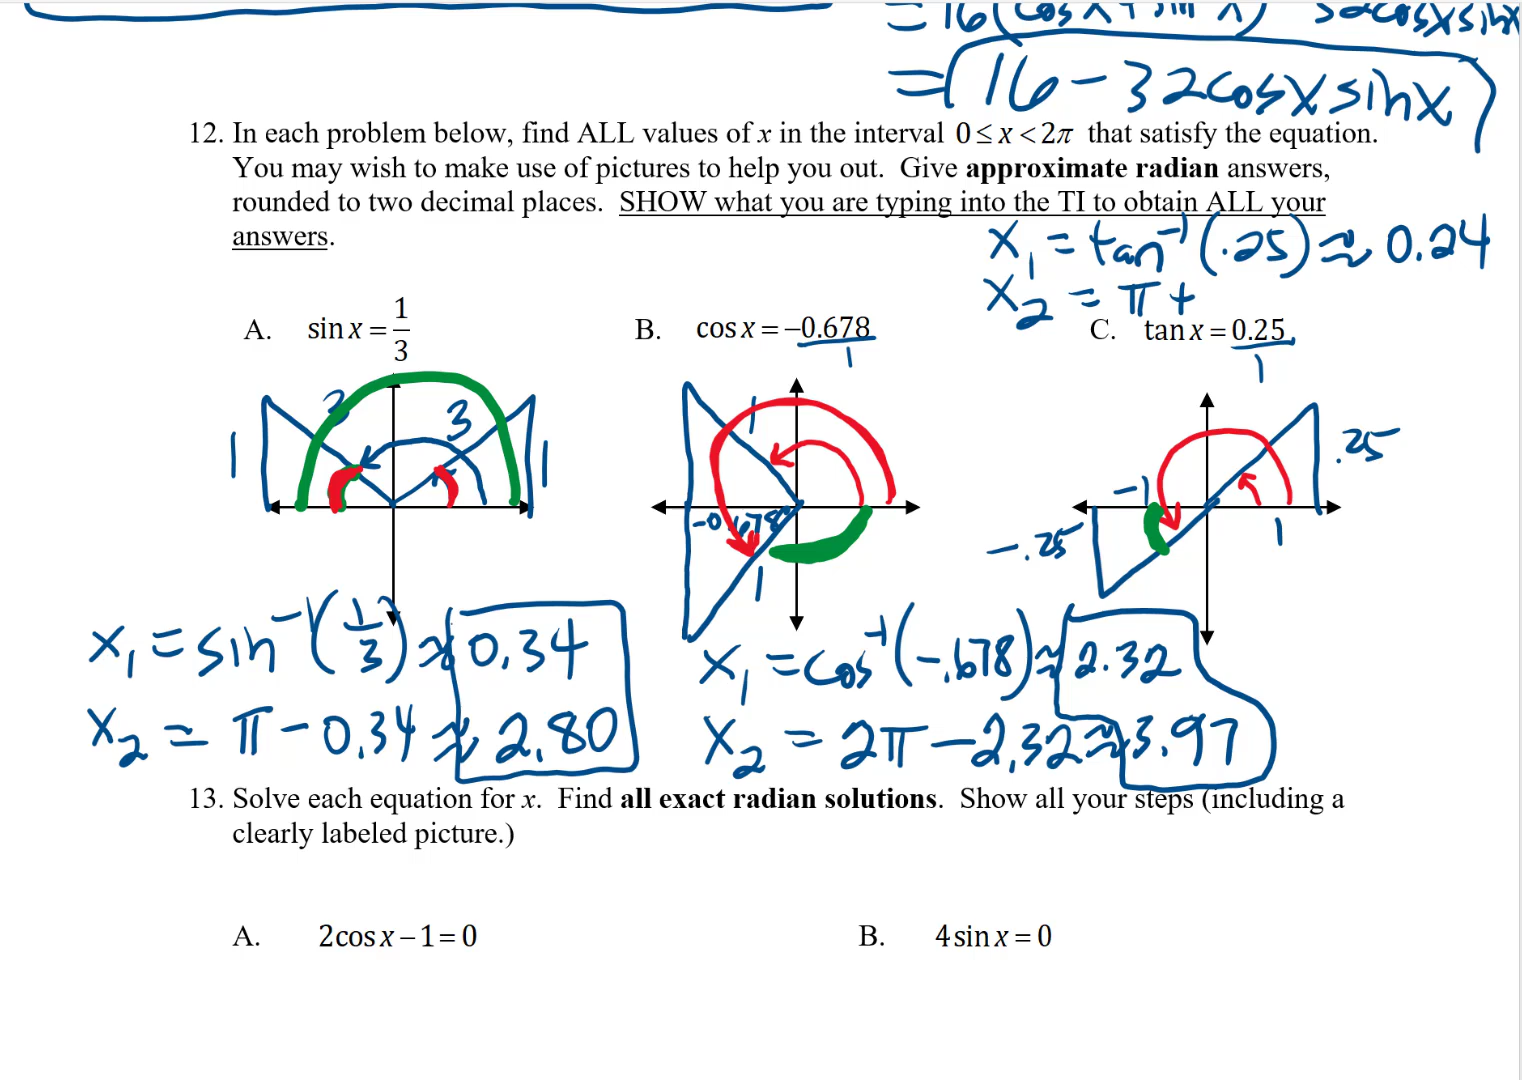 = 16(cos x + sin x) 32cosxsinx
= 16 - 32cosxsinx
12. In each problem below, find ALL values of x in the interval 0 ≤ x < 2π that satisfy the equation.
You may wish to make use of pictures to help you out. Give approximate radian answers,
rounded to two decimal places. SHOW what you are typing into the TI to obtain ALL your
answers.
x₁ = tan⁻¹(.25) ≈ 0.24
x₂ = π +
A. sin x = 1/3
B. cos x = -0.678
1
C. tan x = 0.25
1
3
3
1
1
1
-0.678
1
.25
-1
1
-.25
x₁ = sin⁻¹(1/3) ≈ 0.34
x₂ = π - 0.34 ≈ 2.80
x₁ = cos⁻¹(-.678) ≈ 2.32
x₂ = 2π - 2.32 ≈ 3.97
13. Solve each equation for x. Find all exact radian solutions. Show all your steps (including a
clearly labeled picture.)
A. 2cos x - 1 = 0
B. 4 sin x = 0